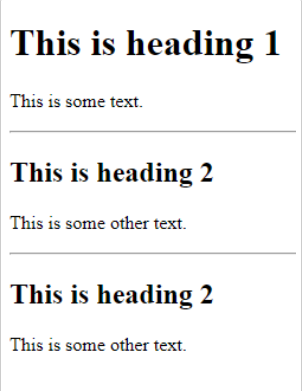 This is heading 1
This is some text.
This is heading 2
This is some other text.
This is heading 2
This is some other text.